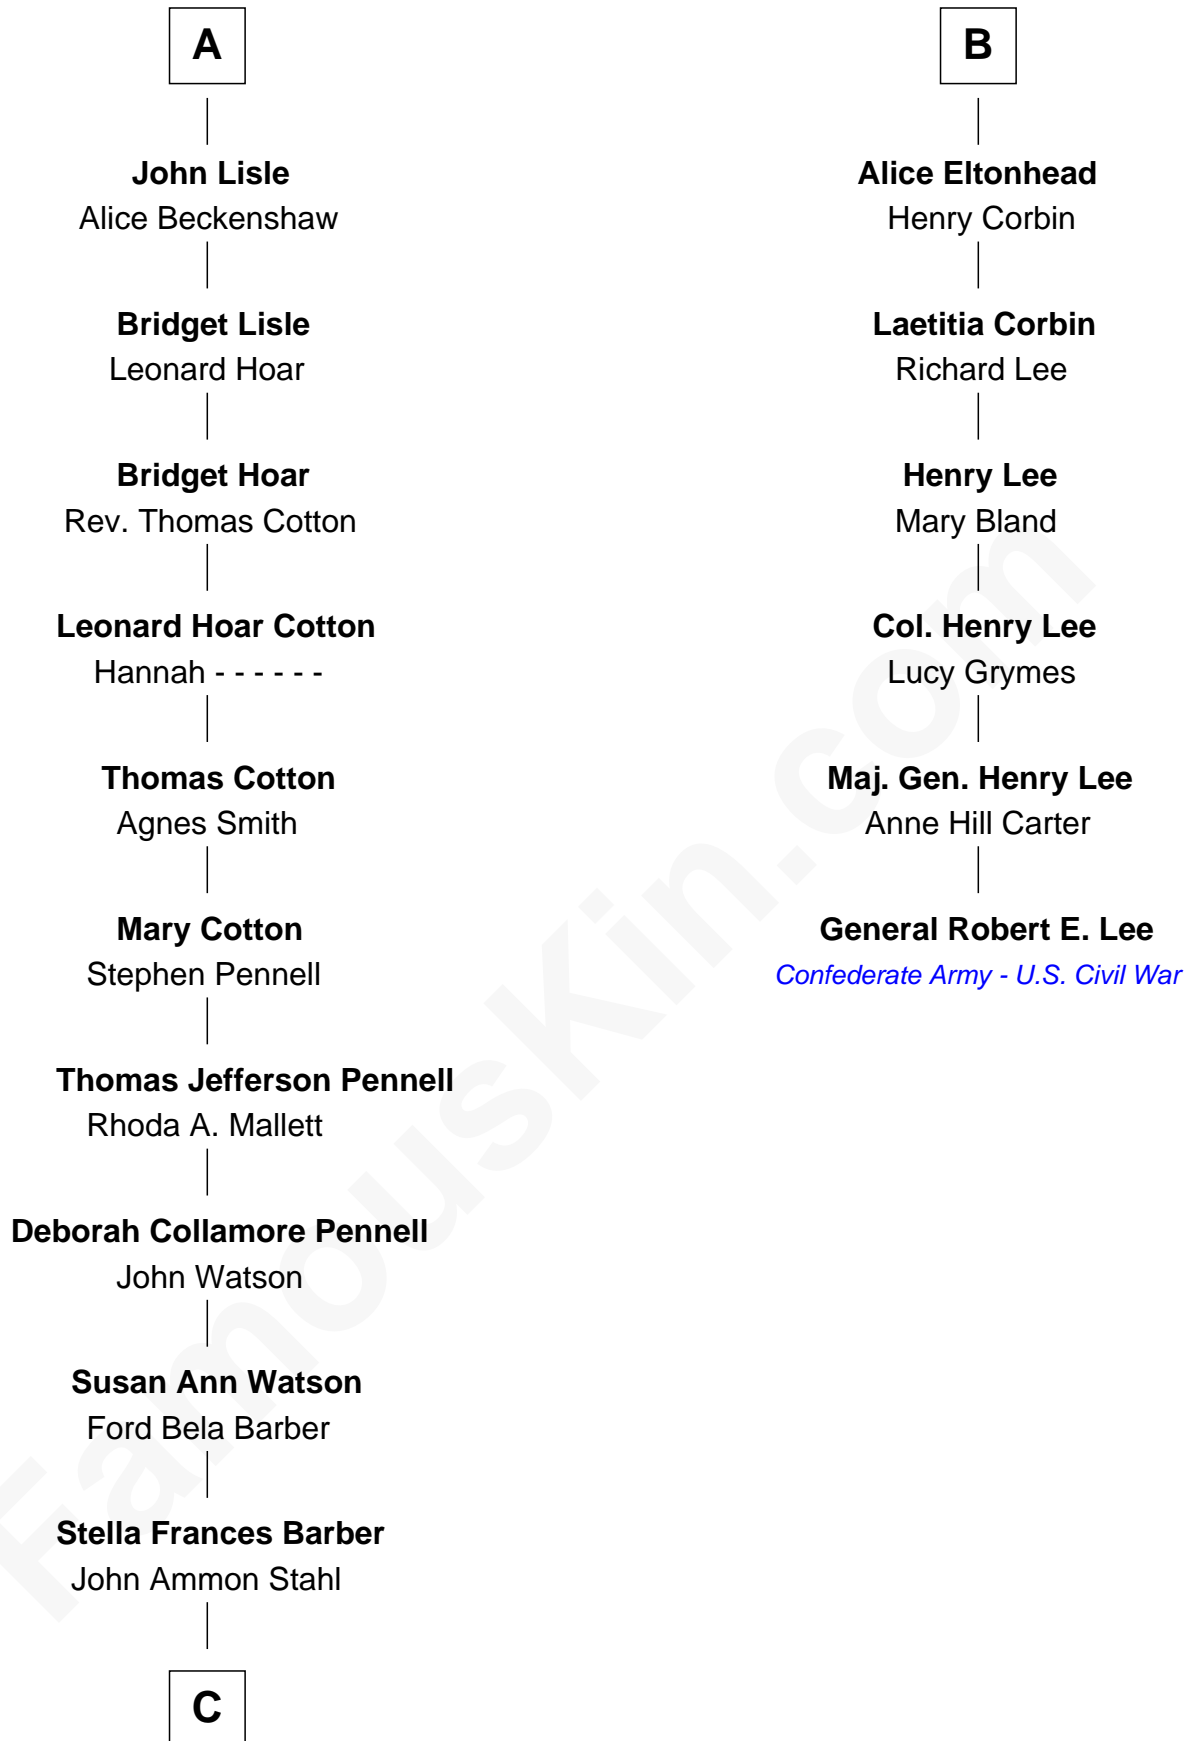 A
John Lisle
Alice Beckenshaw
Bridget Lisle
Leonard Hoar
Bridget Hoar
Rev. Thomas Cotton
Leonard Hoar Cotton
Hannah - - - - - -
Thomas Cotton
Agnes Smith
Mary Cotton
Stephen Pennell
Thomas Jefferson Pennell
Rhoda A. Mallett
Deborah Collamore Pennell
John Watson
Susan Ann Watson
Ford Bela Barber
Stella Frances Barber
John Ammon Stahl
C
B
Alice Eltonhead
Henry Corbin
Laetitia Corbin
Richard Lee
Henry Lee
Mary Bland
Col. Henry Lee
Lucy Grymes
Maj. Gen. Henry Lee
Anne Hill Carter
General Robert E. Lee
Confederate Army - U.S. Civil War
FamousKin.com